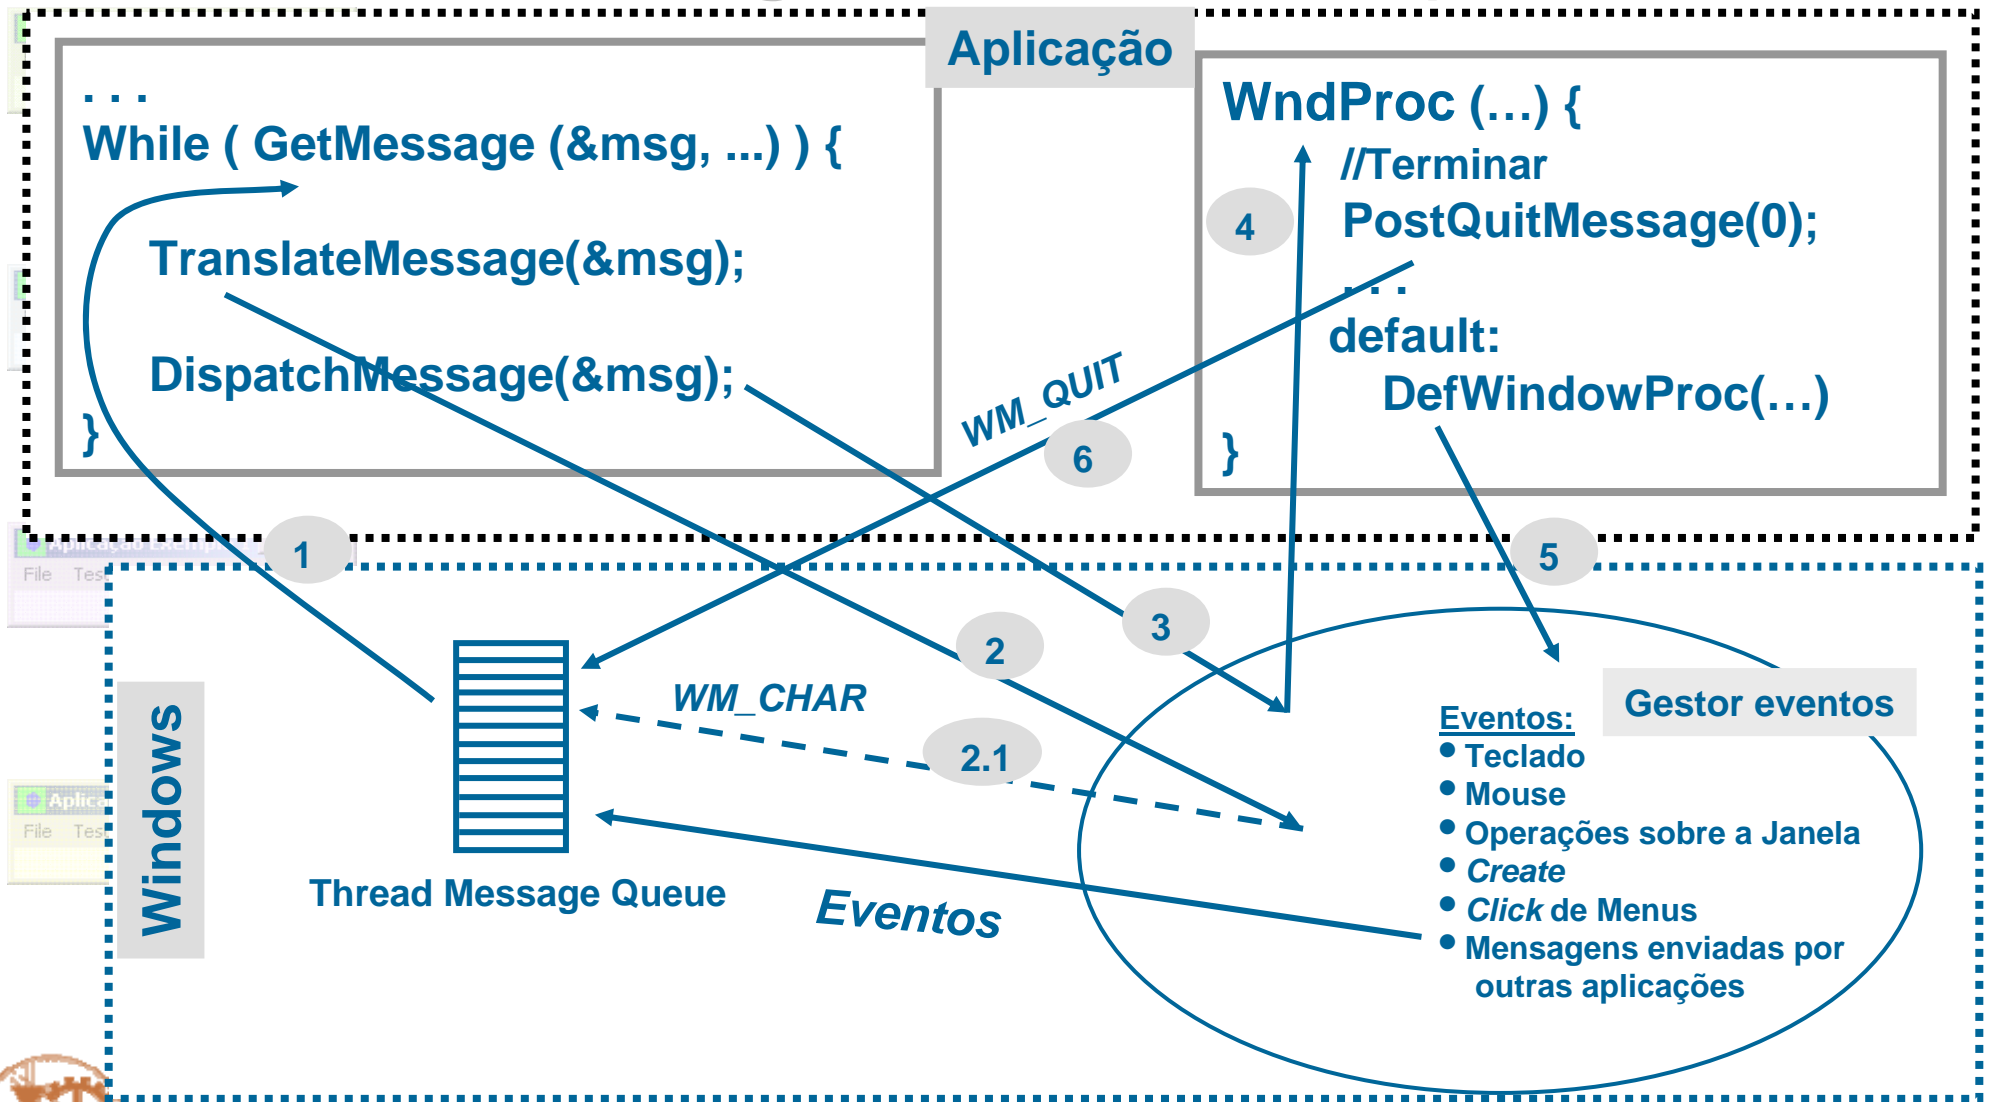 Aplicação
. . .
While ( GetMessage (&msg, ...) ) {
TranslateMessage(&msg);
DispatchMessage(&msg);
}
WndProc (...) {
//Terminar
PostQuitMessage(0);
. . .
default:
DefWindowProc(...)
}
4
WM_QUIT
6
1
5
File
3
2
WM_CHAR
2.1
Windows
Thread Message Queue
Eventos
Gestor eventos
Eventos:
• Teclado
• Mouse
• Operações sobre a Janela
• Create
• Click de Menus
• Mensagens enviadas por
outras aplicações
File